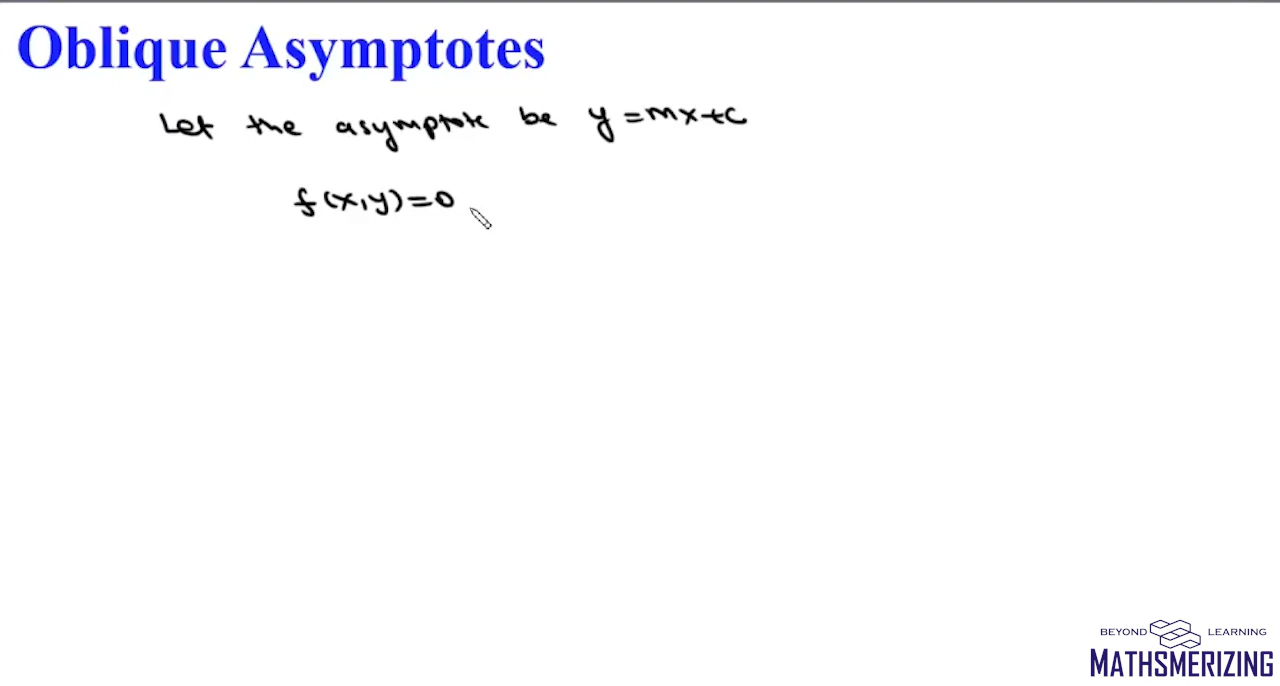 Oblique Asymptotes
Let the asymptote be y=mx+c
f(x,y)=0
BEYOND LEARNING
MATHSMERIZING